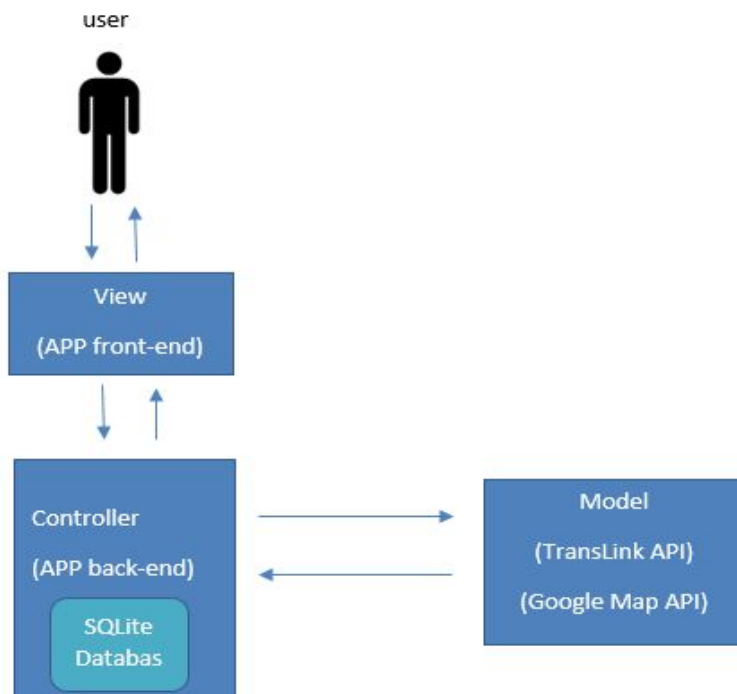 user
View
(APP front-end)
Controller
(APP back-end)
SQLite
Databas
Model
(TransLink API)
(Google Map API)